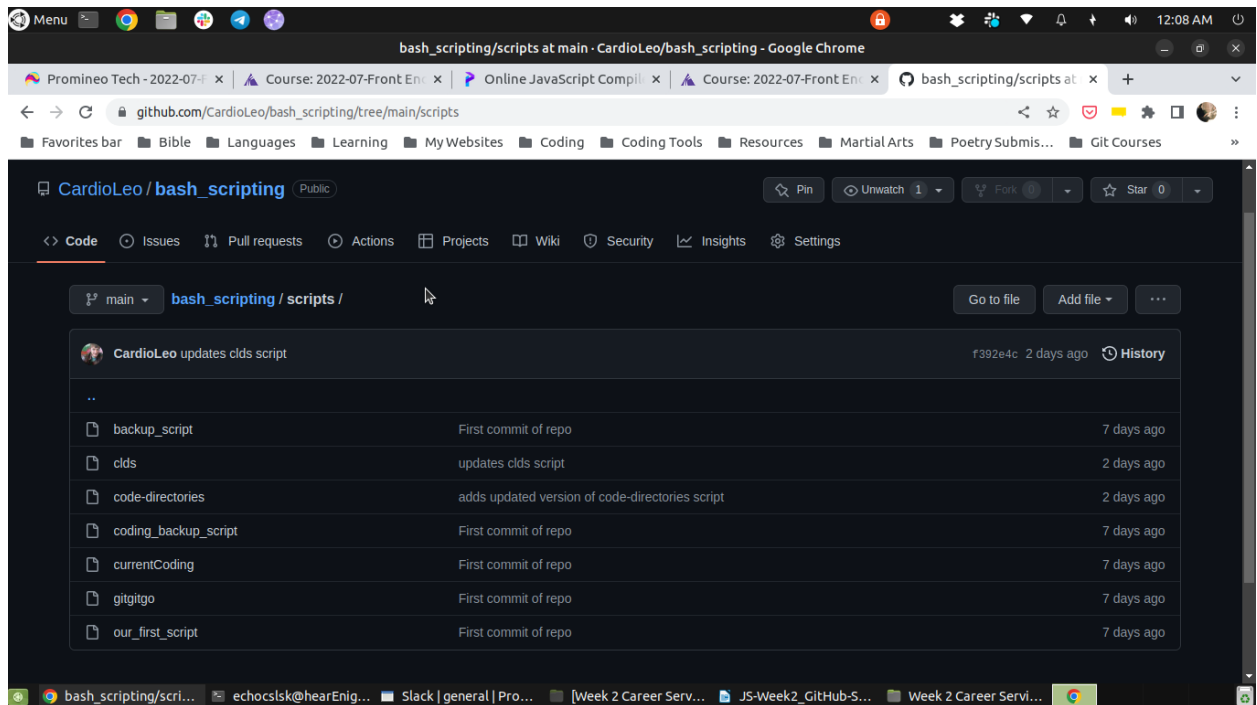 Menu 12:08 AM
bash_scripting/scripts at main · CardioLeo/bash_scripting - Google Chrome
Promineo Tech - 2022-07-F Course: 2022-07-Front End Online JavaScript Compil Course: 2022-07-Front End bash_scripting/scripts at
github.com/CardioLeo/bash_scripting/tree/main/scripts
Favorites bar Bible Languages Learning My Websites Coding Coding Tools Resources Martial Arts Poetry Submis... Git Courses »
CardioLeo / bash_scripting Public Pin Unwatch 1 Fork 0 Star 0
Code Issues Pull requests Actions Projects Wiki Security Insights Settings
main bash_scripting / scripts / Go to file Add file ...
CardioLeo updates clds script f392e4c 2 days ago History
..
backup_script First commit of repo 7 days ago
clds updates clds script 2 days ago
code-directories adds updated version of code-directories script 2 days ago
coding_backup_script First commit of repo 7 days ago
currentCoding First commit of repo 7 days ago
gitgitgo First commit of repo 7 days ago
our_first_script First commit of repo 7 days ago
bash_scripting/scri... echocslsk@hearEnig... Slack | general | Pro... [Week 2 Career Serv... JS-Week2_GitHub-S... Week 2 Career Servi...